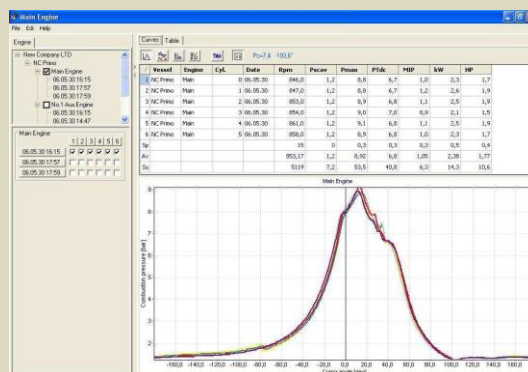 Main Engine
File Edit Help
Engine
New Company LTD
NC Primo
Main Engine
06.05.30 16:15
06.05.30 17:57
06.05.30 17:59
No.1 Aux Engine
06.05.30 16:15
06.05.30 14:47
Main Engine
1 2 3 4 5 6
06.05.30 16:15
06.05.30 17:57
06.05.30 17:59
Curves Table
Ps=7,4 -193,6°
Vessel Engine Cyl. Date Rpm Pscav Pmax PTdc MIP kW HP
1 NC Primo Main 0 06.05.30 846,0 1,2 8,8 6,7 1,0 2,3 1,7
2 NC Primo Main 1 06.05.30 847,0 1,2 8,8 6,7 1,2 2,6 1,9
3 NC Primo Main 2 06.05.30 853,0 1,2 8,9 6,8 1,1 2,5 1,9
4 NC Primo Main 3 06.05.30 854,0 1,2 9,0 7,0 0,9 2,1 1,5
5 NC Primo Main 4 06.05.30 861,0 1,2 9,1 6,8 1,1 2,5 1,9
6 NC Primo Main 5 06.05.30 858,0 1,2 8,9 6,8 1,0 2,3 1,7
Sp 15 0 0,3 0,3 0,3 0,5 0,4
Av 853,17 1,2 8,92 6,8 1,05 2,38 1,77
Su 5119 7,2 53,5 40,8 6,3 14,3 10,6
Main Engine
Combustion pressure [bar]
9
8
7
6
5
4
3
2
-160,0 -140,0 -120,0 -100,0 -80,0 -60,0 -40,0 -20,0 0,0 20,0 40,0 60,0 80,0 100,0 120,0 140,0 160,0